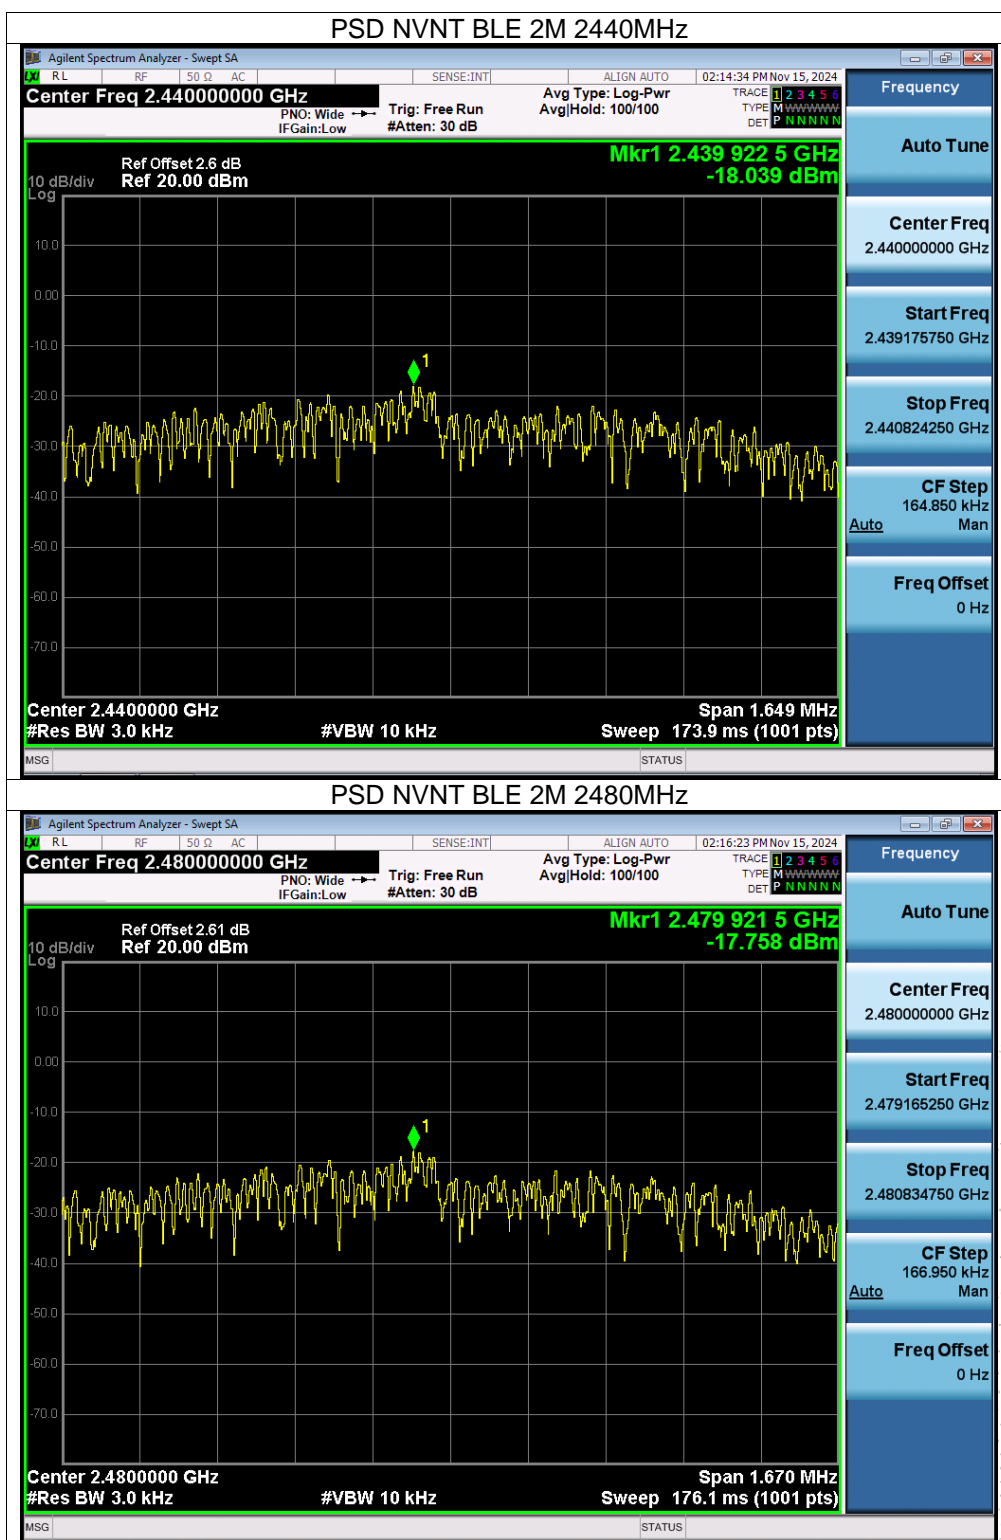 PSD NVNT BLE 2M 2440MHz
Agilent Spectrum Analyzer - Swept SA
LXI RL RF 50 Ω AC SENSE:INT ALIGN AUTO 02:14:34 PM Nov 15, 2024
Center Freq 2.440000000 GHz
PNO: Wide
IFGain:Low
Trig: Free Run
#Atten: 30 dB
Avg Type: Log-Pwr
Avg|Hold: 100/100
TRACE 1 2 3 4 5 6
TYPE M WWWWW
DET P N N N N N
Mkr1 2.439 922 5 GHz
-18.039 dBm
Ref Offset 2.6 dB
10 dB/div Ref 20.00 dBm
Log
10.0
0.00
-10.0
-20.0
-30.0
-40.0
-50.0
-60.0
-70.0
1
Center 2.4400000 GHz Span 1.649 MHz
#Res BW 3.0 kHz #VBW 10 kHz Sweep 173.9 ms (1001 pts)
MSG STATUS
Frequency
Auto Tune
Center Freq
2.440000000 GHz
Start Freq
2.439175750 GHz
Stop Freq
2.440824250 GHz
CF Step
164.850 kHz
Auto Man
Freq Offset
0 Hz
PSD NVNT BLE 2M 2480MHz
Agilent Spectrum Analyzer - Swept SA
LXI RL RF 50 Ω AC SENSE:INT ALIGN AUTO 02:16:23 PM Nov 15, 2024
Center Freq 2.480000000 GHz
PNO: Wide
IFGain:Low
Trig: Free Run
#Atten: 30 dB
Avg Type: Log-Pwr
Avg|Hold: 100/100
TRACE 1 2 3 4 5 6
TYPE M WWWWW
DET P N N N N N
Mkr1 2.479 921 5 GHz
-17.758 dBm
Ref Offset 2.61 dB
10 dB/div Ref 20.00 dBm
Log
10.0
0.00
-10.0
-20.0
-30.0
-40.0
-50.0
-60.0
-70.0
1
Center 2.4800000 GHz Span 1.670 MHz
#Res BW 3.0 kHz #VBW 10 kHz Sweep 176.1 ms (1001 pts)
MSG STATUS
Frequency
Auto Tune
Center Freq
2.480000000 GHz
Start Freq
2.479165250 GHz
Stop Freq
2.480834750 GHz
CF Step
166.950 kHz
Auto Man
Freq Offset
0 Hz